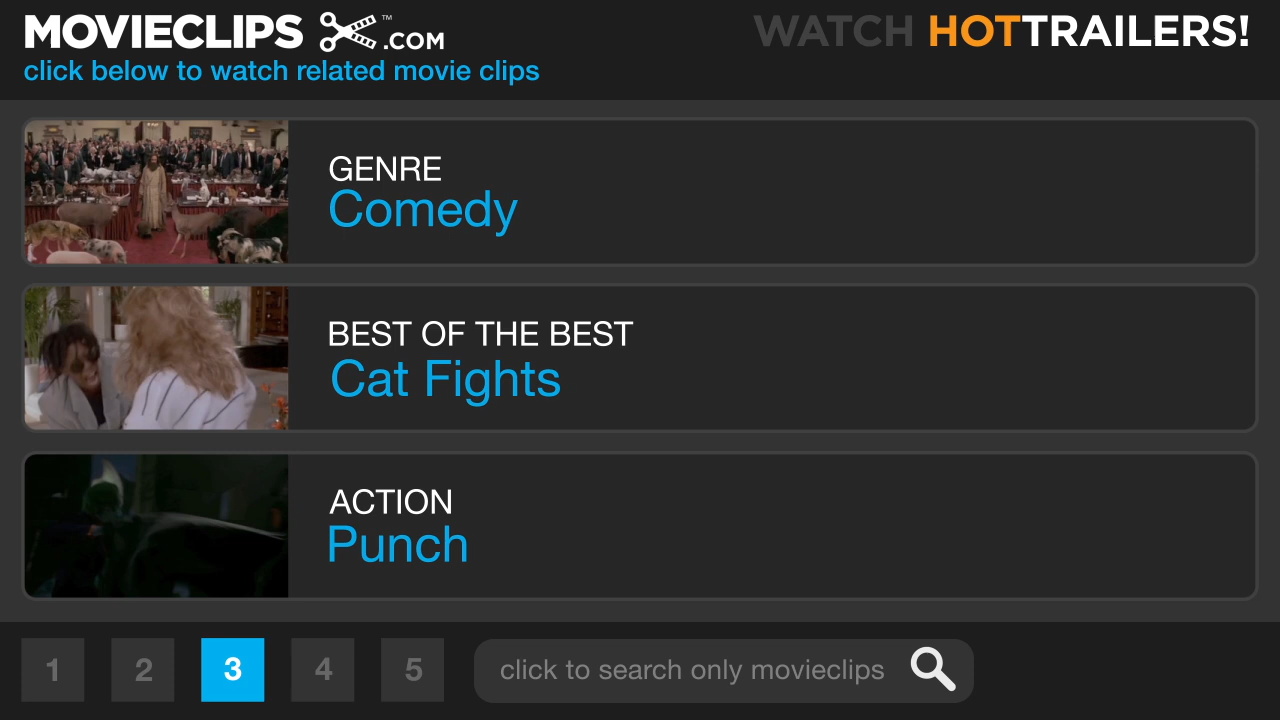 MOVIECLIPS ™ .COM
WATCH HOTTRAILERS!
click below to watch related movie clips
GENRE
Comedy
BEST OF THE BEST
Cat Fights
ACTION
Punch
1 2 3 4 5
click to search only movieclips